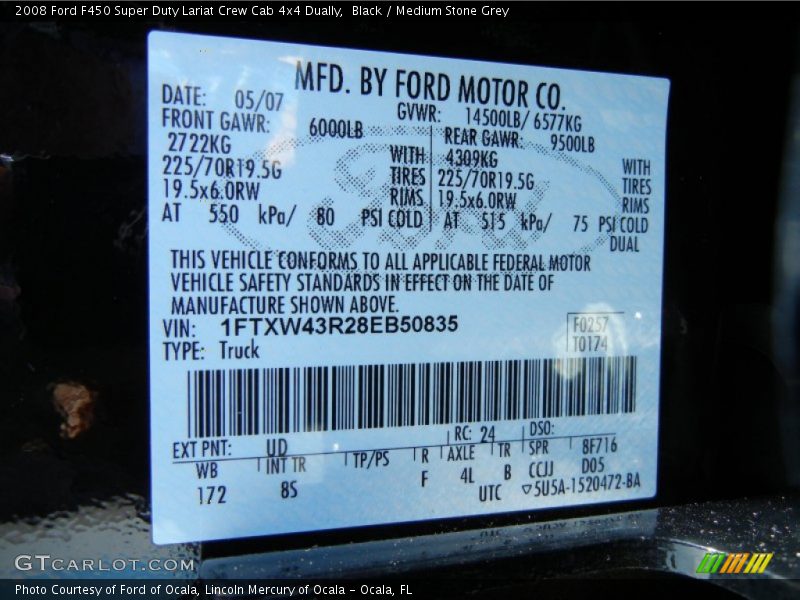 2008 Ford F450 Super Duty Lariat Crew Cab 4x4 Dually, Black / Medium Stone Grey
MFD. BY FORD MOTOR CO.
DATE: 05/07 GVWR: 14500LB/ 6577KG
FRONT GAWR: 6000LB REAR GAWR: 9500LB
2722KG WITH 4309KG WITH
225/70R19.5G TIRES 225/70R19.5G TIRES
19.5x6.0RW RIMS 19.5x6.0RW RIMS
AT 550 kPa/ 80 PSI COLD AT 515 kPa/ 75 PSI COLD
DUAL
THIS VEHICLE CONFORMS TO ALL APPLICABLE FEDERAL MOTOR
VEHICLE SAFETY STANDARDS IN EFFECT ON THE DATE OF
MANUFACTURE SHOWN ABOVE.
VIN: 1FTXW43R28EB50835 F0257
TYPE: Truck T0174
EXT PNT: UD RC: 24 DSO:
WB INT TR TP/PS R AXLE TR SPR 8F716
172 8S F 4L B CCJJ D05
UTC ▽5U5A-1520472-BA
GTCARLOT.COM
Photo Courtesy of Ford of Ocala, Lincoln Mercury of Ocala - Ocala, FL